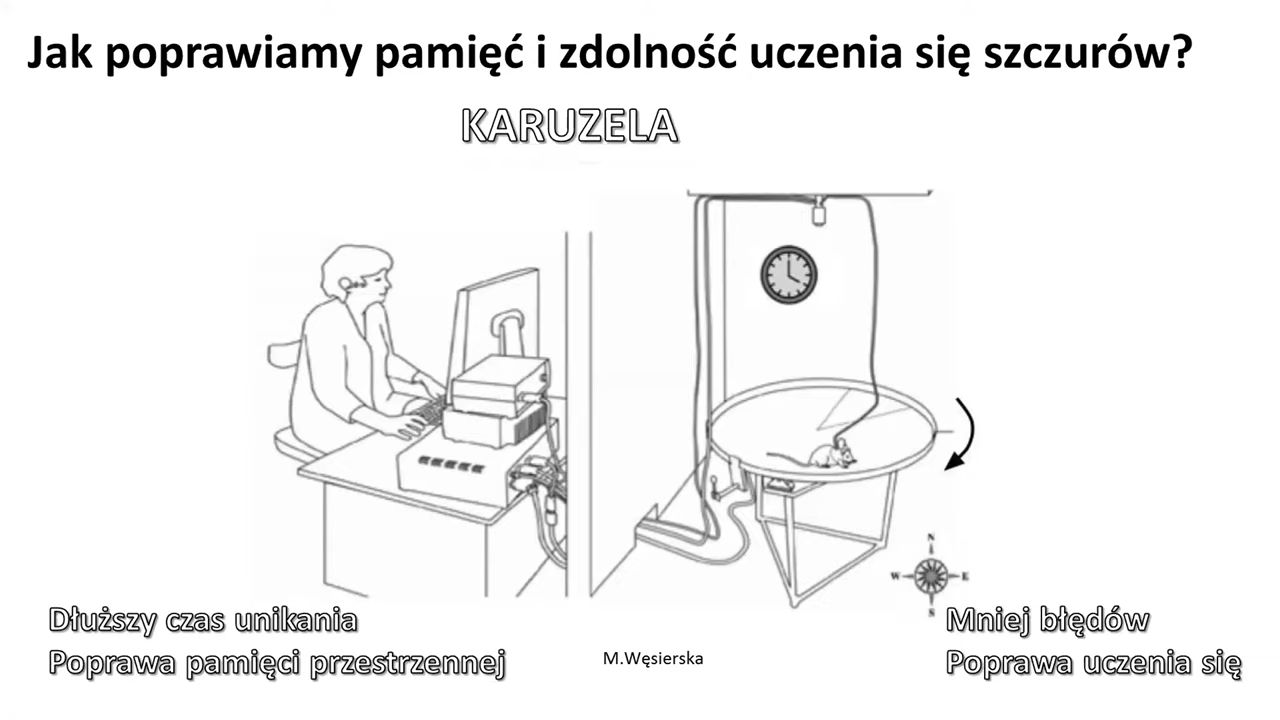 Jak poprawiamy pamięć i zdolność uczenia się szczurów?
KARUZELA
N
W E
S
Dłuższy czas unikania
Poprawa pamięci przestrzennej
M.Węsierska
Mniej błędów
Poprawa uczenia się